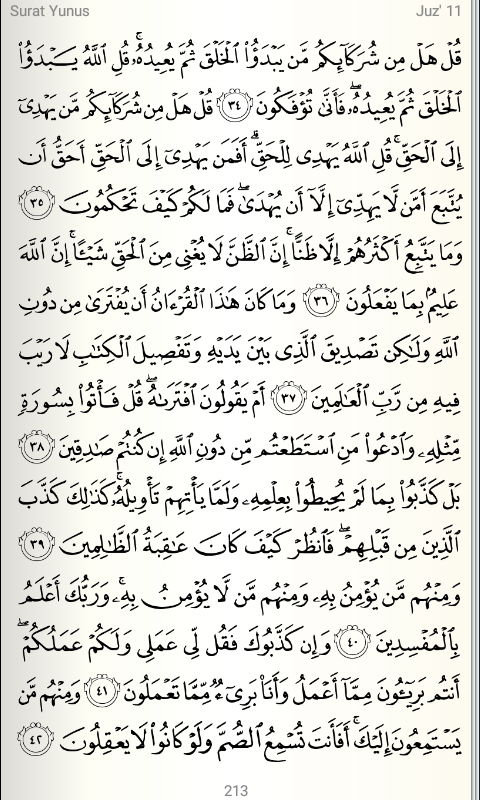 Surat Yunus Juz' 11
قُلْ هَلْ مِن شُرَكَآئِكُم مَّن يَبْدَؤُا۟ ٱلْخَلْقَ ثُمَّ يُعِيدُهُۥ ۚ قُلِ ٱللَّهُ يَبْدَؤُا۟
ٱلْخَلْقَ ثُمَّ يُعِيدُهُۥ ۖ فَأَنَّىٰ تُؤْفَكُونَ ٣٤ قُلْ هَلْ مِن شُرَكَآئِكُم مَّن يَهْدِىٓ
إِلَى ٱلْحَقِّ ۚ قُلِ ٱللَّهُ يَهْدِى لِلْحَقِّ ۗ أَفَمَن يَهْدِىٓ إِلَى ٱلْحَقِّ أَحَقُّ أَن
يُتَّبَعَ أَمَّن لَّا يَهِدِّىٓ إِلَّآ أَن يُهْدَىٰ ۖ فَمَا لَكُمْ كَيْفَ تَحْكُمُونَ ٣٥
وَمَا يَتَّبِعُ أَكْثَرُهُمْ إِلَّا ظَنًّا ۚ إِنَّ ٱلظَّنَّ لَا يُغْنِى مِنَ ٱلْحَقِّ شَيْـًٔا ۚ إِنَّ ٱللَّهَ
عَلِيمٌۢ بِمَا يَفْعَلُونَ ٣٦ وَمَا كَانَ هَـٰذَا ٱلْقُرْءَانُ أَن يُفْتَرَىٰ مِن دُونِ
ٱللَّهِ وَلَـٰكِن تَصْدِيقَ ٱلَّذِى بَيْنَ يَدَيْهِ وَتَفْصِيلَ ٱلْكِتَـٰبِ لَا رَيْبَ
فِيهِ مِن رَّبِّ ٱلْعَـٰلَمِينَ ٣٧ أَمْ يَقُولُونَ ٱفْتَرَىٰهُ ۖ قُلْ فَأْتُوا۟ بِسُورَةٍ
مِّثْلِهِۦ وَٱدْعُوا۟ مَنِ ٱسْتَطَعْتُم مِّن دُونِ ٱللَّهِ إِن كُنتُمْ صَـٰدِقِينَ ٣٨
بَلْ كَذَّبُوا۟ بِمَا لَمْ يُحِيطُوا۟ بِعِلْمِهِۦ وَلَمَّا يَأْتِهِمْ تَأْوِيلُهُۥ ۚ كَذَٰلِكَ كَذَّبَ
ٱلَّذِينَ مِن قَبْلِهِمْ ۖ فَٱنظُرْ كَيْفَ كَانَ عَـٰقِبَةُ ٱلظَّـٰلِمِينَ ٣٩
وَمِنْهُم مَّن يُؤْمِنُ بِهِۦ وَمِنْهُم مَّن لَّا يُؤْمِنُ بِهِۦ ۚ وَرَبُّكَ أَعْلَمُ
بِٱلْمُفْسِدِينَ ٤٠ وَإِن كَذَّبُوكَ فَقُل لِّى عَمَلِى وَلَكُمْ عَمَلُكُمْ ۖ
أَنتُم بَرِيٓـُٔونَ مِمَّآ أَعْمَلُ وَأَنَا۠ بَرِىٓءٌ مِّمَّا تَعْمَلُونَ ٤١ وَمِنْهُم مَّن
يَسْتَمِعُونَ إِلَيْكَ ۚ أَفَأَنتَ تُسْمِعُ ٱلصُّمَّ وَلَوْ كَانُوا۟ لَا يَعْقِلُونَ ٤٢
213